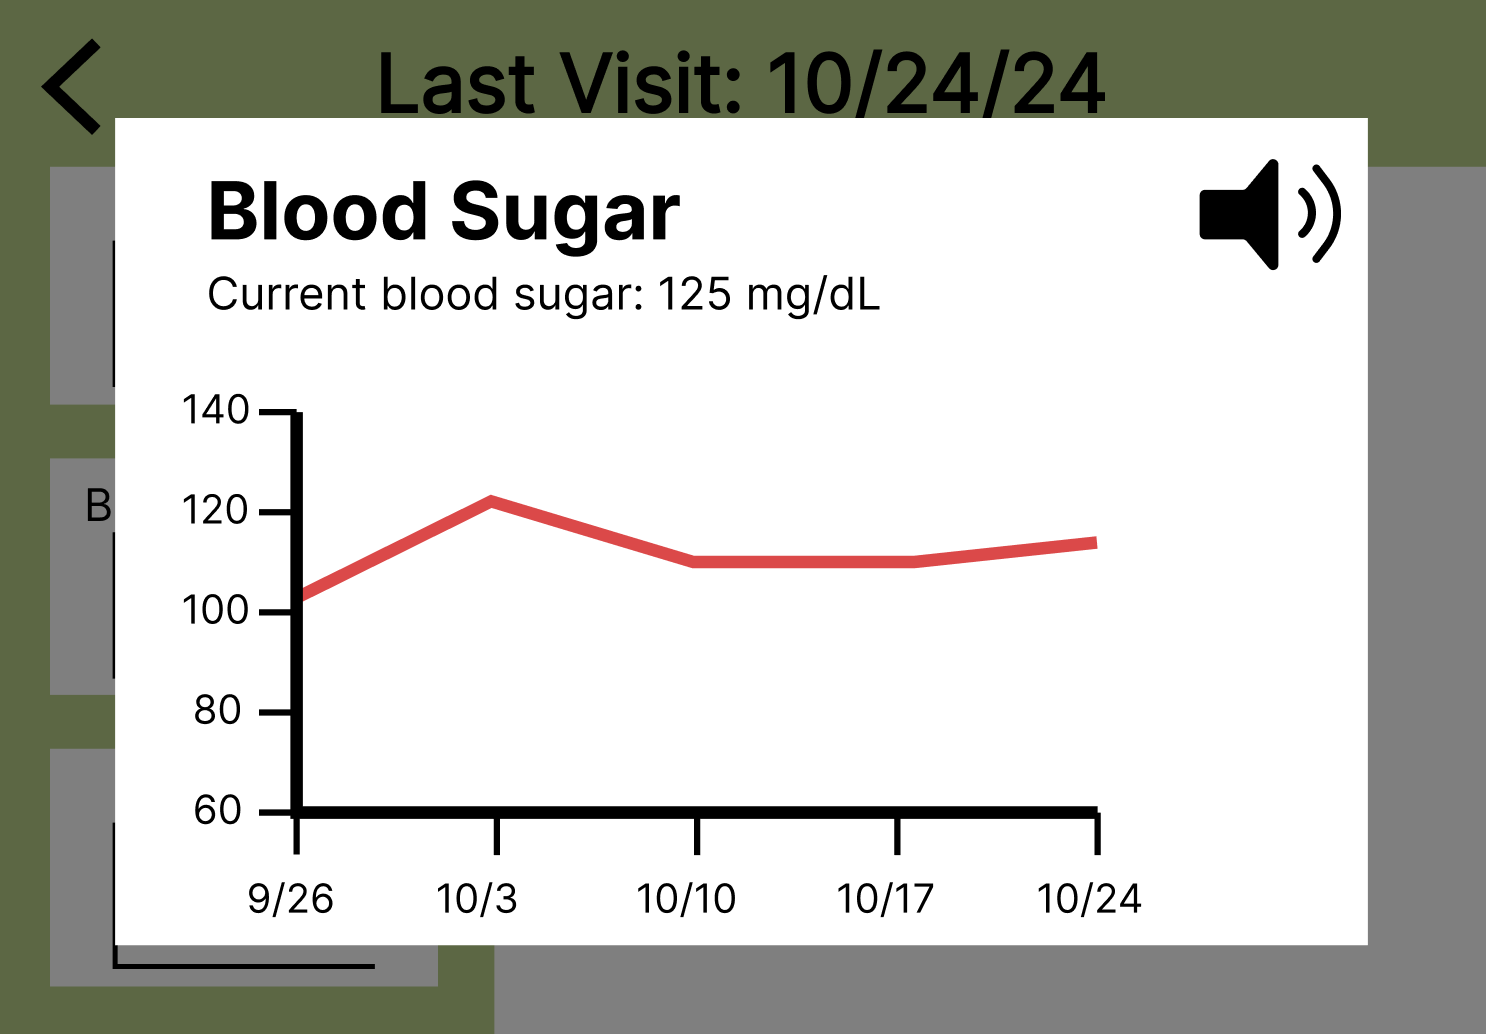 Last Visit: 10/24/24
Blood Sugar
Current blood sugar: 125 mg/dL
140
120
100
80
60
9/26 10/3 10/10 10/17 10/24
B